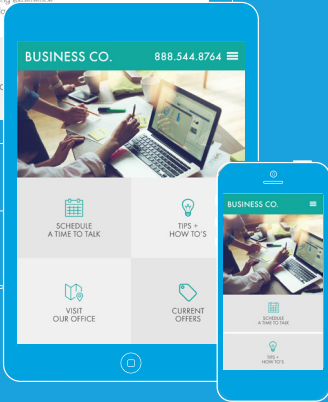 BUSINESS CO. 888.544.8764
SCHEDULE
A TIME TO TALK
TIPS +
HOW TO'S
VISIT
OUR OFFICE
CURRENT
OFFERS
BUSINESS CO.
SCHEDULE
A TIME TO TALK
TIPS +
HOW TO'S